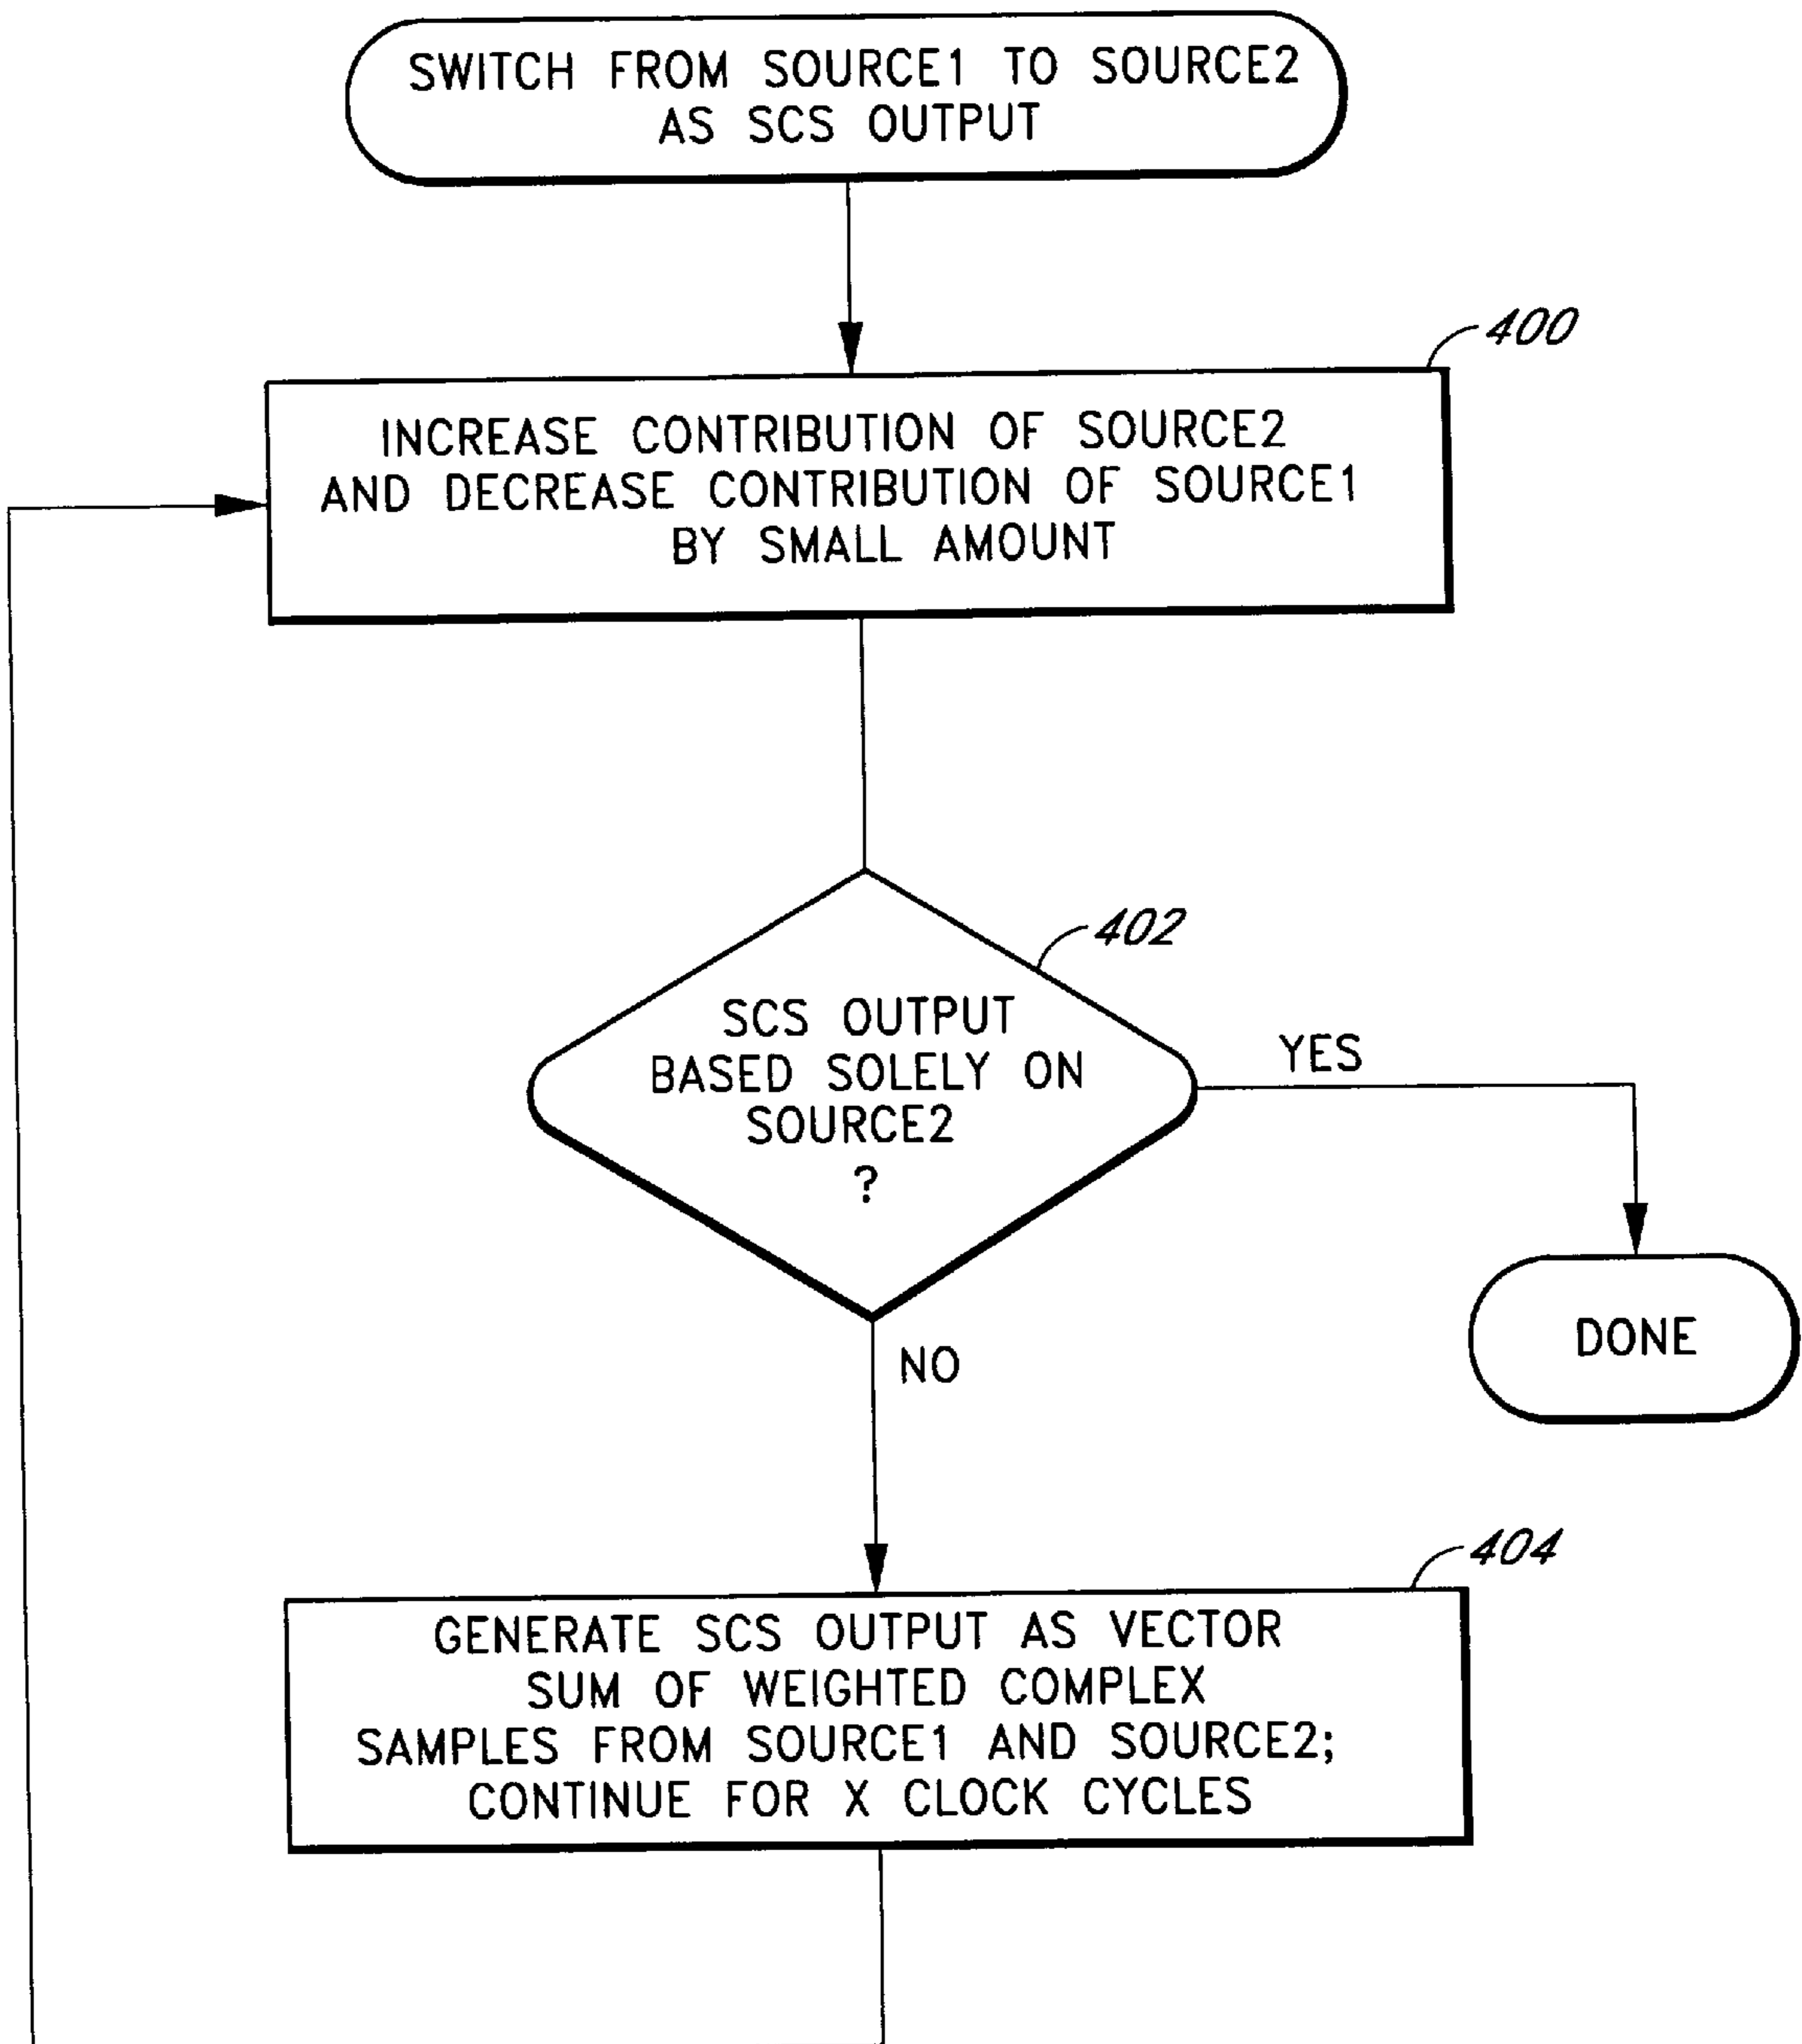 SWITCH FROM SOURCE1 TO SOURCE2
AS SCS OUTPUT
400
INCREASE CONTRIBUTION OF SOURCE2
AND DECREASE CONTRIBUTION OF SOURCE1
BY SMALL AMOUNT
402
SCS OUTPUT
BASED SOLELY ON
SOURCE2
?
YES
DONE
NO
404
GENERATE SCS OUTPUT AS VECTOR
SUM OF WEIGHTED COMPLEX
SAMPLES FROM SOURCE1 AND SOURCE2;
CONTINUE FOR X CLOCK CYCLES